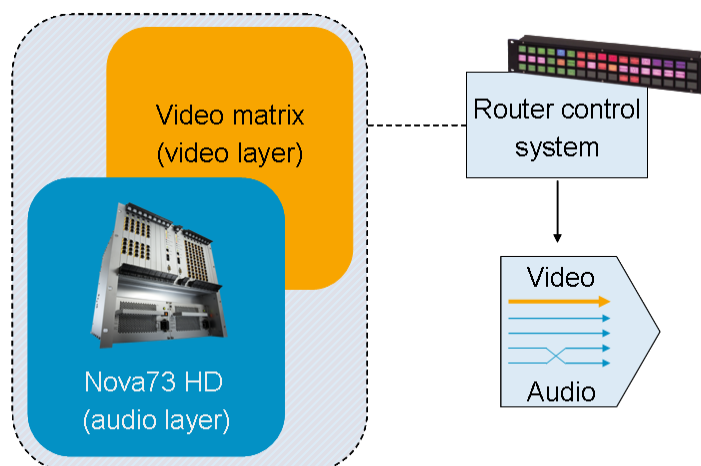 Video matrix
(video layer)
Nova73 HD
(audio layer)
Router control
system
Video
Audio